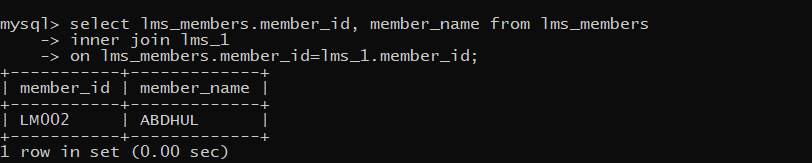 mysql> select lms_members.member_id, member_name from lms_members
    -> inner join lms_1
    -> on lms_members.member_id=lms_1.member_id;
+-----------+-------------+
| member_id | member_name |
+-----------+-------------+
| LM002     | ABDHUL      |
+-----------+-------------+
1 row in set (0.00 sec)